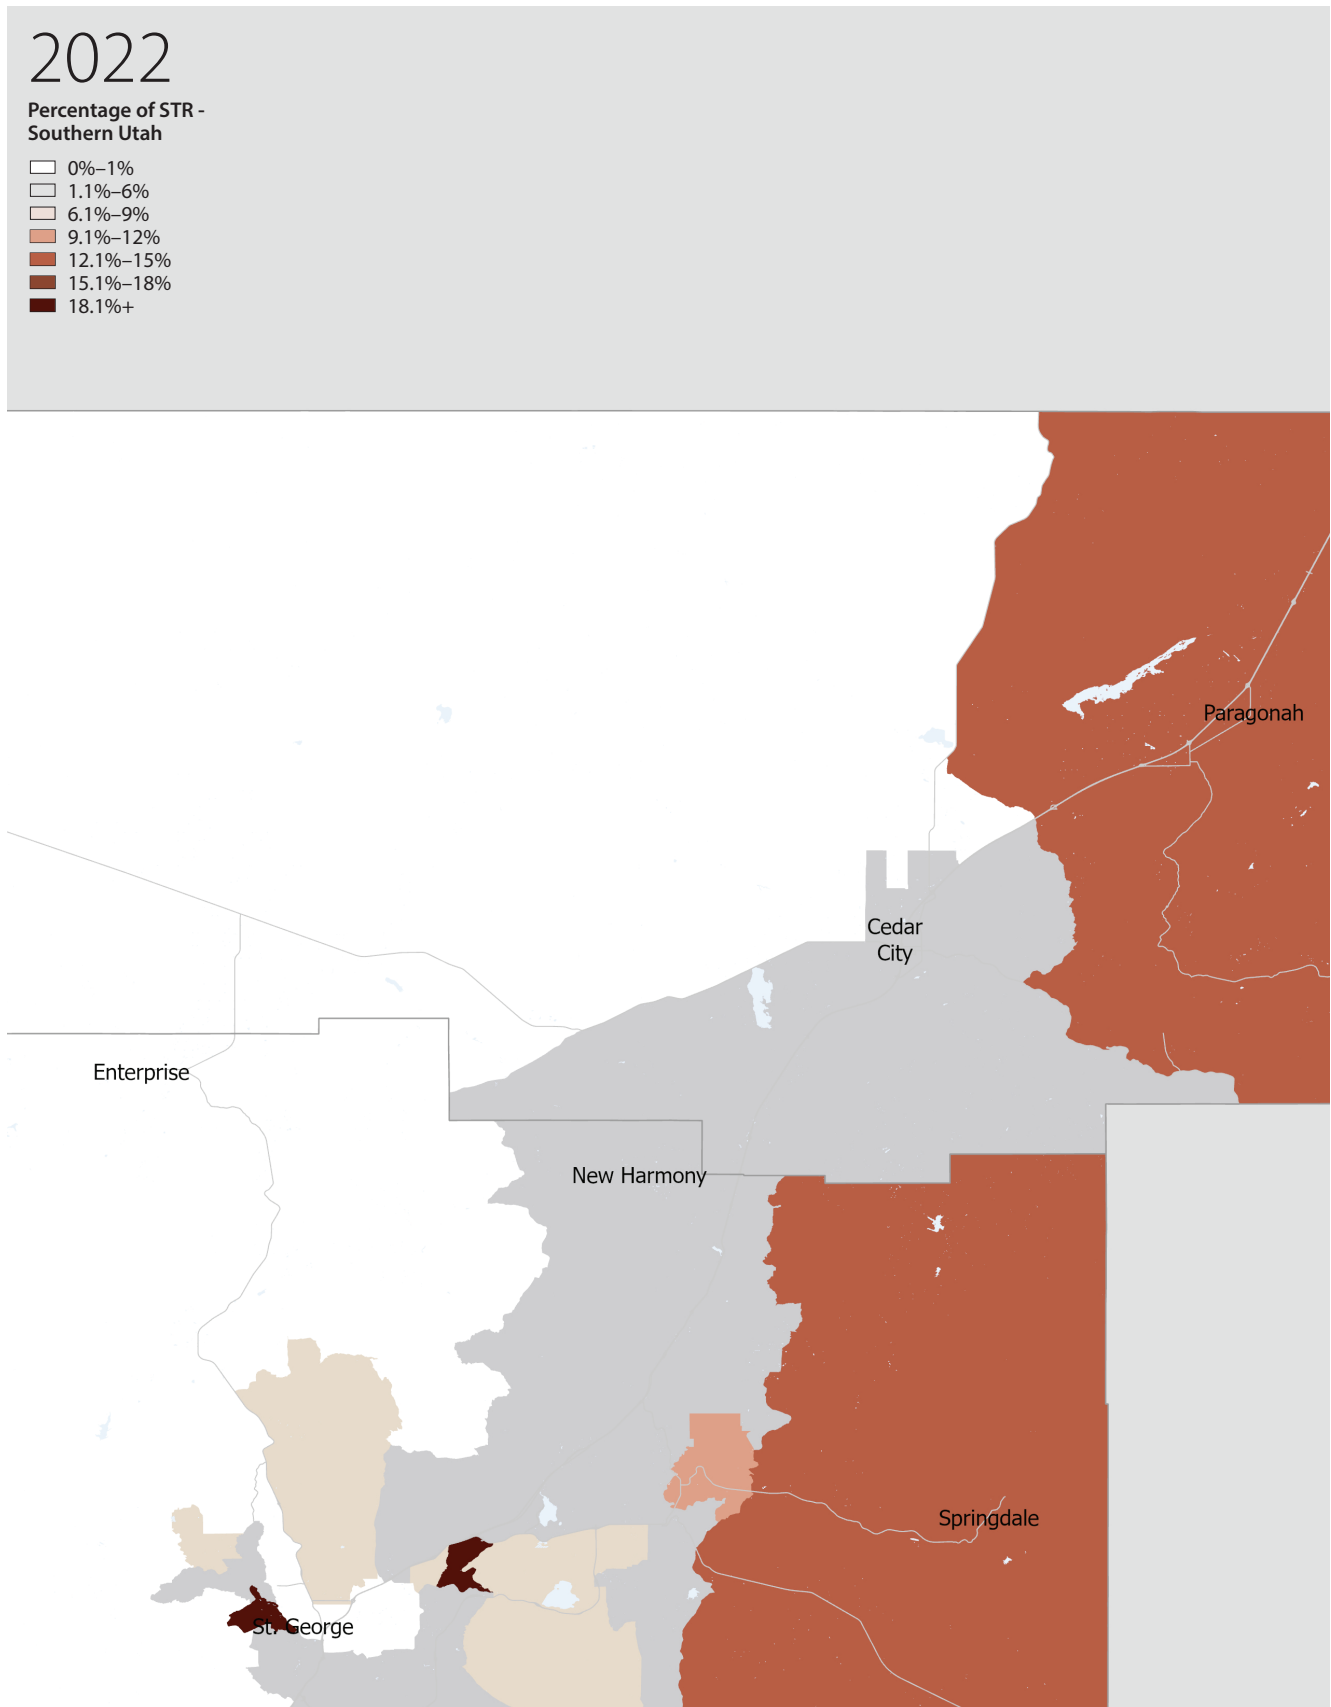 2022
Percentage of STR -
Southern Utah
0%–1%
1.1%–6%
6.1%–9%
9.1%–12%
12.1%–15%
15.1%–18%
18.1%+
Paragonah
Cedar
City
Enterprise
New Harmony
Springdale
St. George